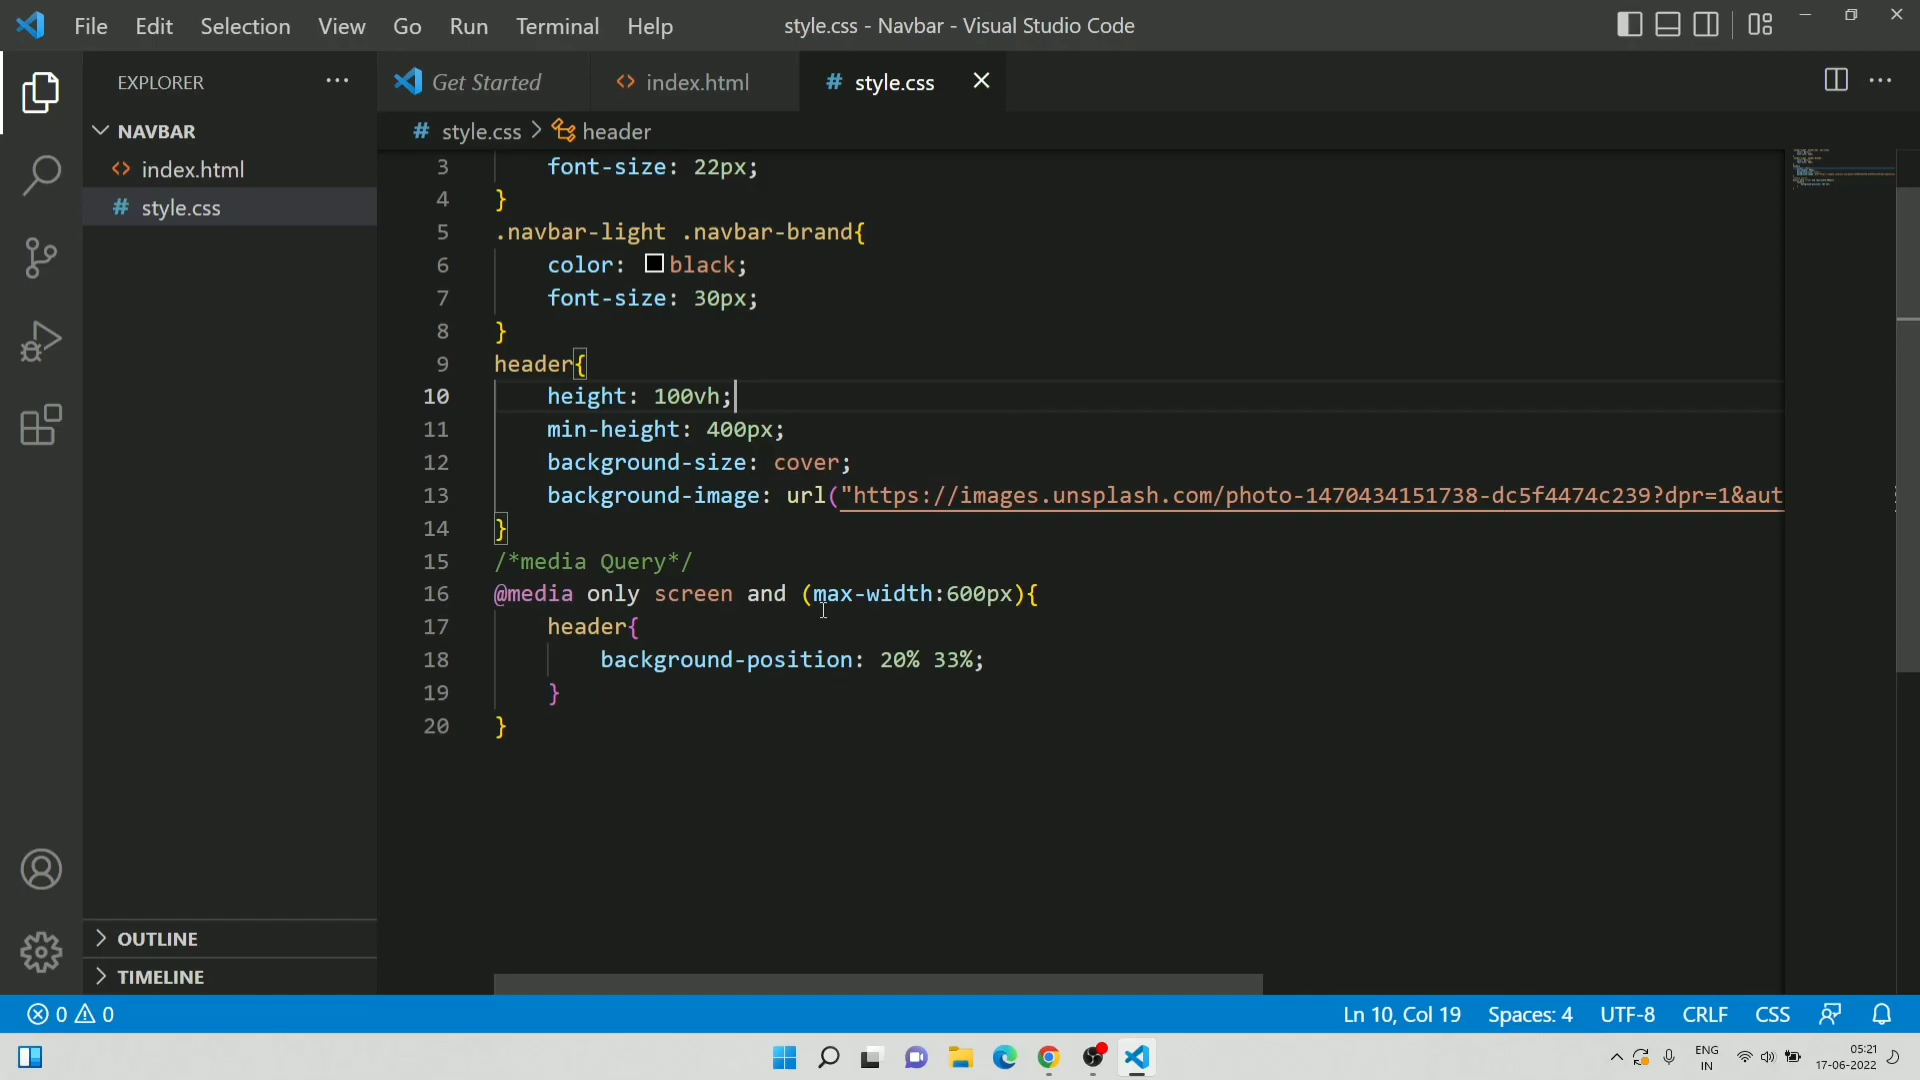 File Edit Selection View Go Run Terminal Help style.css - Navbar - Visual Studio Code
EXPLORER
Get Started
<> index.html
# style.css
NAVBAR
<> index.html
# style.css
# style.css > header
3 font-size: 22px;
4 }
5 .navbar-light .navbar-brand{
6 color: black;
7 font-size: 30px;
8 }
9 header{
10 height: 100vh;
11 min-height: 400px;
12 background-size: cover;
13 background-image: url("https://images.unsplash.com/photo-1470434151738-dc5f4474c239?dpr=1&aut
14 }
15 /*media Query*/
16 @media only screen and (max-width:600px){
17 header{
18 background-position: 20% 33%;
19 }
20 }
OUTLINE
TIMELINE
0 0 Ln 10, Col 19 Spaces: 4 UTF-8 CRLF CSS
ENG
IN
05:21
17-06-2022